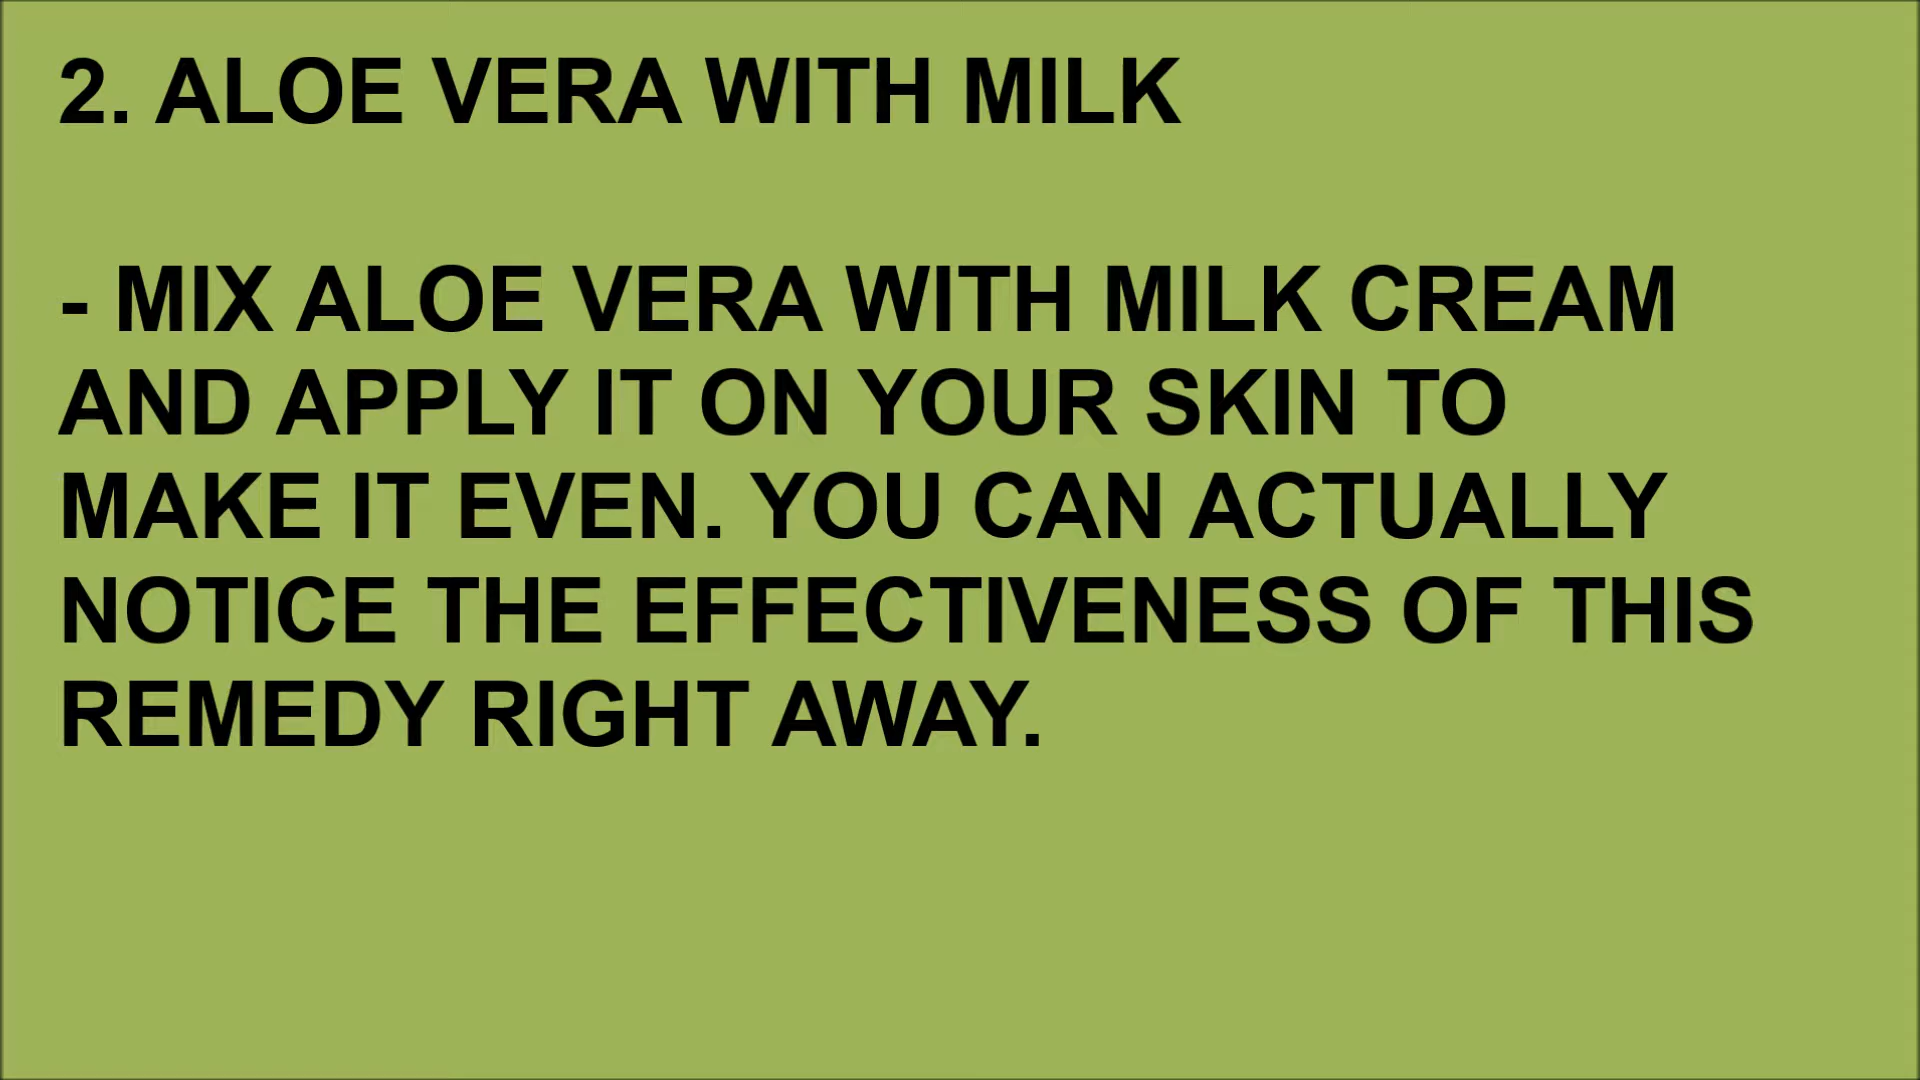 2. ALOE VERA WITH MILK
- MIX ALOE VERA WITH MILK CREAM
AND APPLY IT ON YOUR SKIN TO
MAKE IT EVEN. YOU CAN ACTUALLY
NOTICE THE EFFECTIVENESS OF THIS
REMEDY RIGHT AWAY.